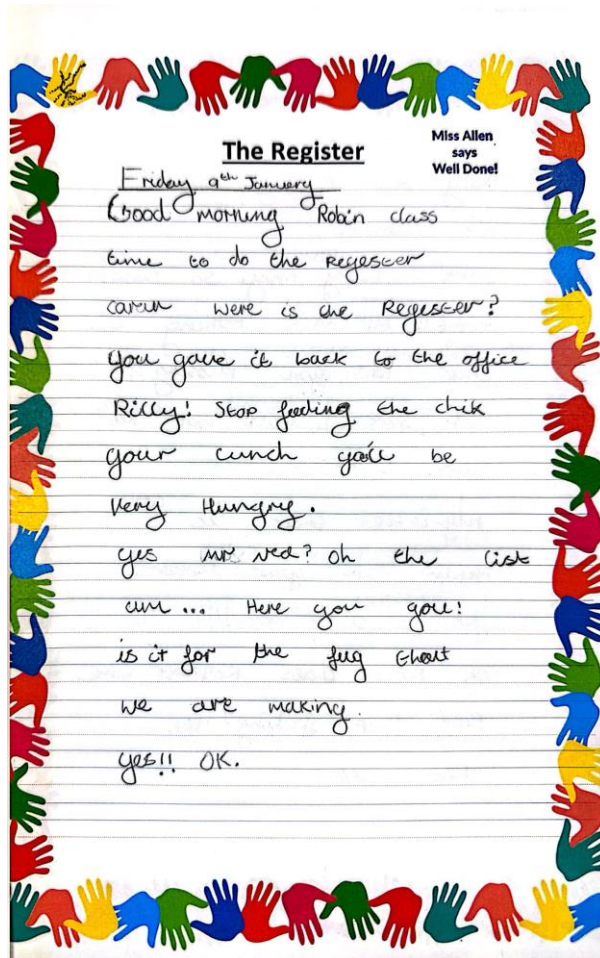 The Register
Miss Allen
says
Well Done!
Friday 9th January
Good morning Robin class
time to do the Regester
were is the Regester?
You gave it back to the office
Rilly! Stop feeding the chik
your lunch you'll be
very Hungry.
yes mr Ned? Oh the list
um... Here you go!
is it for the
we are making.
yes!! OK.